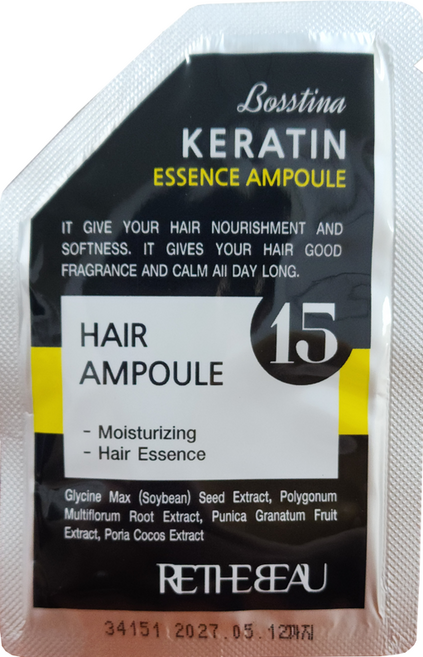 Bosstina
KERATIN
ESSENCE AMPOULE
IT GIVE YOUR HAIR NOURISHMENT AND
SOFTNESS. IT GIVES YOUR HAIR GOOD
FRAGRANCE AND CALM All DAY LONG.
15
HAIR
AMPOULE
- Moisturizing
- Hair Essence
Glycine Max (Soybean) Seed Extract, Polygonum
Multiflorum Root Extract, Punica Granatum Fruit
Extract, Poria Cocos Extract
RETHEBEAU
34151 2027.05.12까지